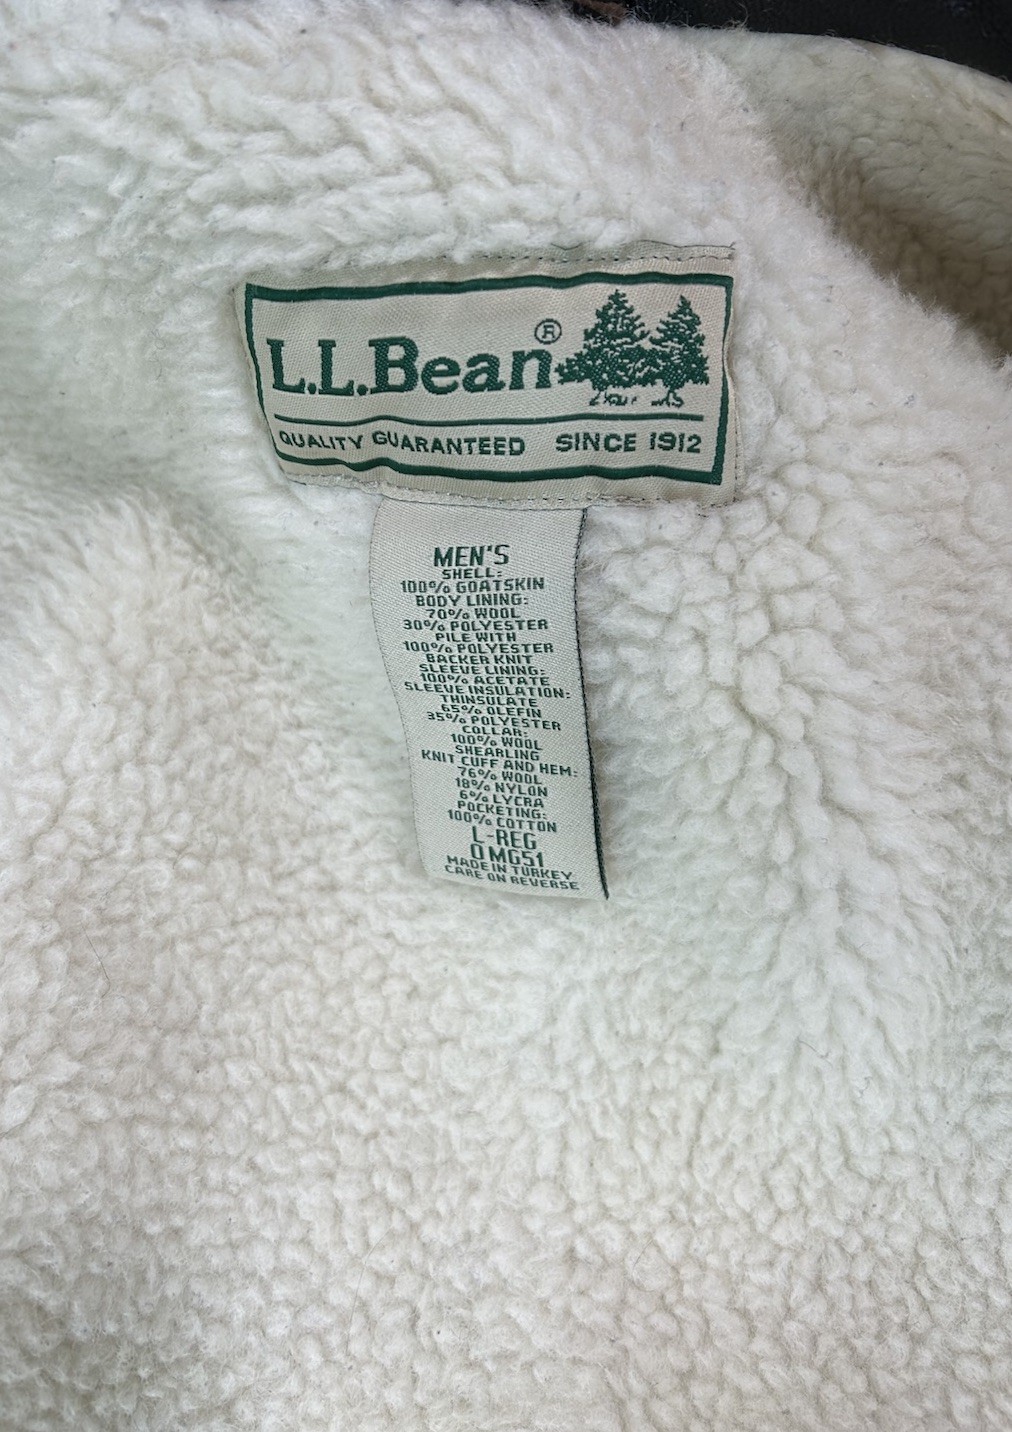 L.L.Bean®
QUALITY GUARANTEED SINCE 1912
MEN'S
SHELL:
100% GOATSKIN
BODY LINING:
70% WOOL
30% POLYESTER
PILE WITH
100% POLYESTER
BACKER KNIT
SLEEVE LINING:
100% ACETATE
SLEEVE INSULATION:
THINSULATE
65% OLEFIN
35% POLYESTER
COLLAR:
100% WOOL
SHEARLING
KNIT CUFF AND HEM:
76% WOOL
18% NYLON
6% LYCRA
POCKETING:
100% COTTON
L-REG
0MG51
MADE IN TURKEY
CARE ON REVERSE